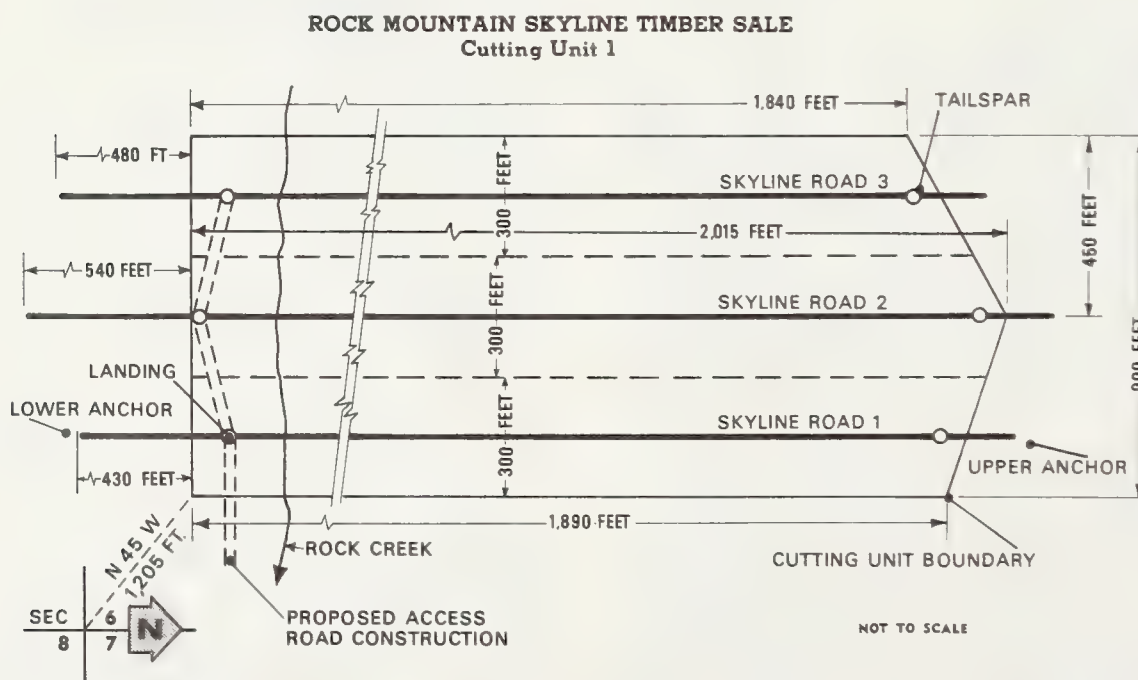 ROCK MOUNTAIN SKYLINE TIMBER SALE
Cutting Unit 1
1,840 FEET
TAILSPAR
480 FT
300 FEET
SKYLINE ROAD 3
2,015 FEET
450 FEET
540 FEET
300 FEET
SKYLINE ROAD 2
LANDING
LOWER ANCHOR
300 FEET
SKYLINE ROAD 1
UPPER ANCHOR
430 FEET
1,890 FEET
N 45 W
1,205 FT.
ROCK CREEK
CUTTING UNIT BOUNDARY
SEC 6
8 7
N
PROPOSED ACCESS
ROAD CONSTRUCTION
NOT TO SCALE